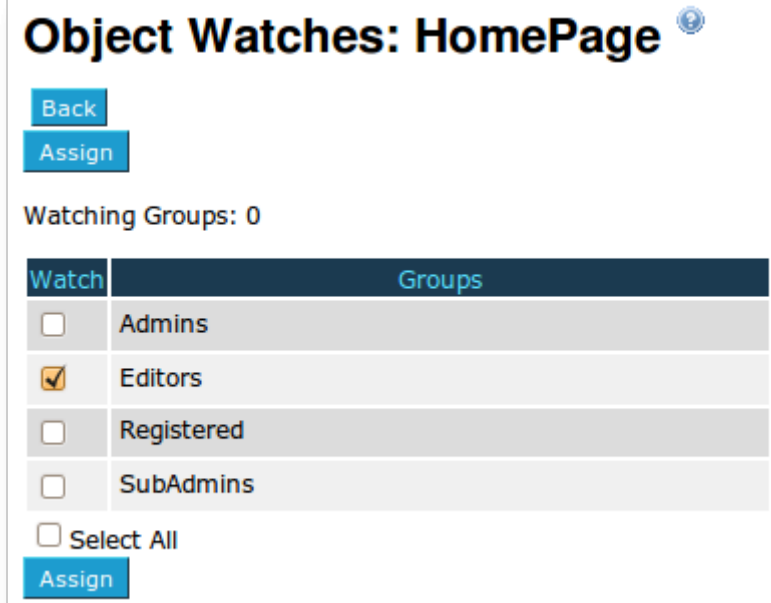 Object Watches: HomePage
Back
Assign
Watching Groups: 0
Watch Groups
Admins
Editors
Registered
SubAdmins
Select All
Assign